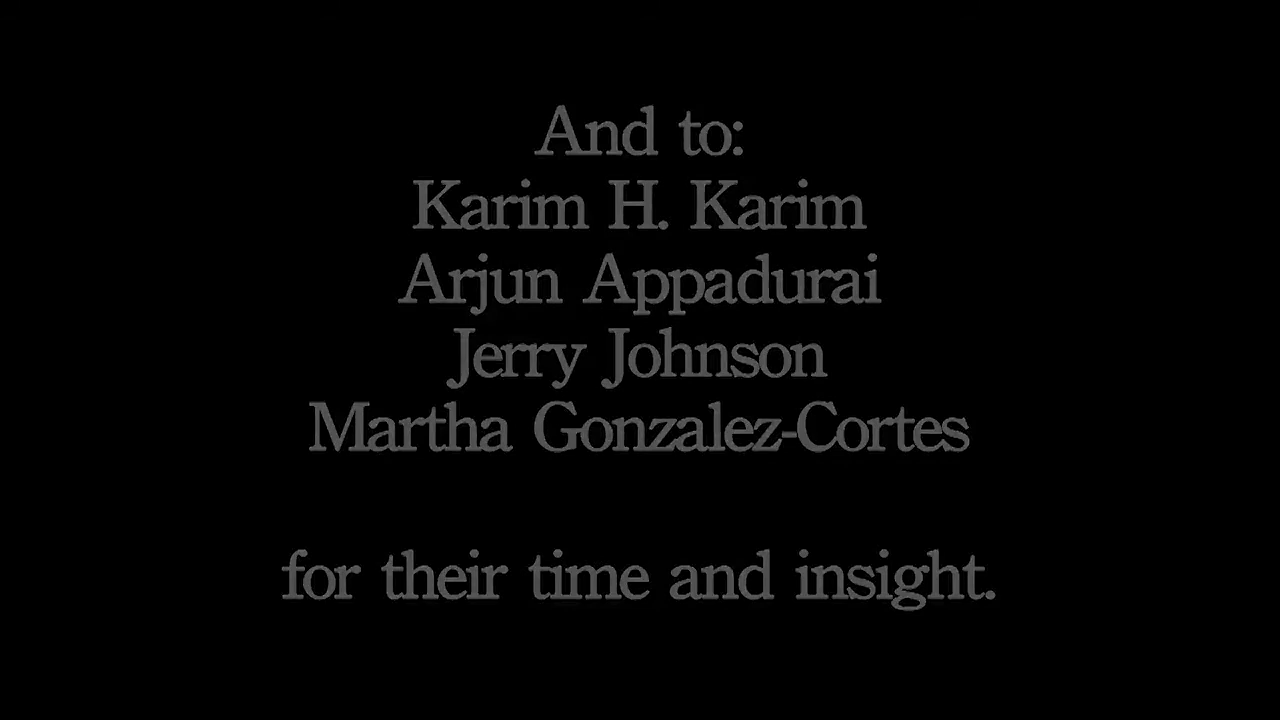 And to:
Karim H. Karim
Arjun Appadurai
Jerry Johnson
Martha Gonzalez-Cortes
for their time and insight.